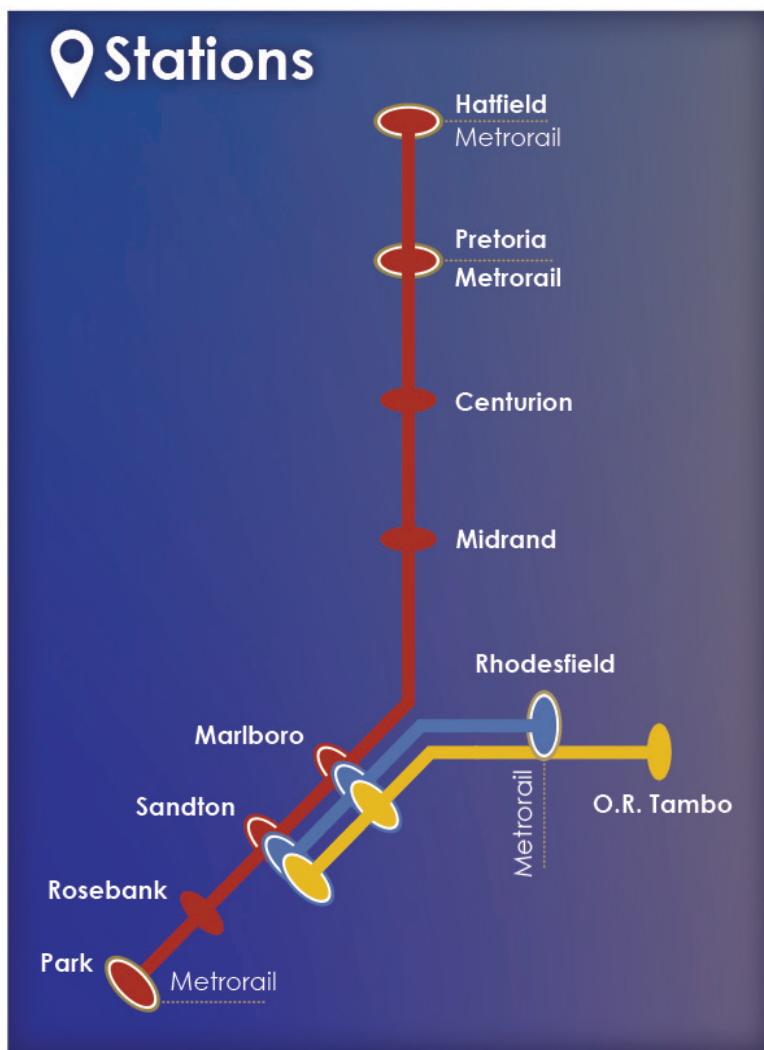 Stations
Hatfield
Metrorail
Pretoria
Metrorail
Centurion
Midrand
Rhodesfield
Marlboro
Metrorail
O.R. Tambo
Sandton
Rosebank
Park
Metrorail